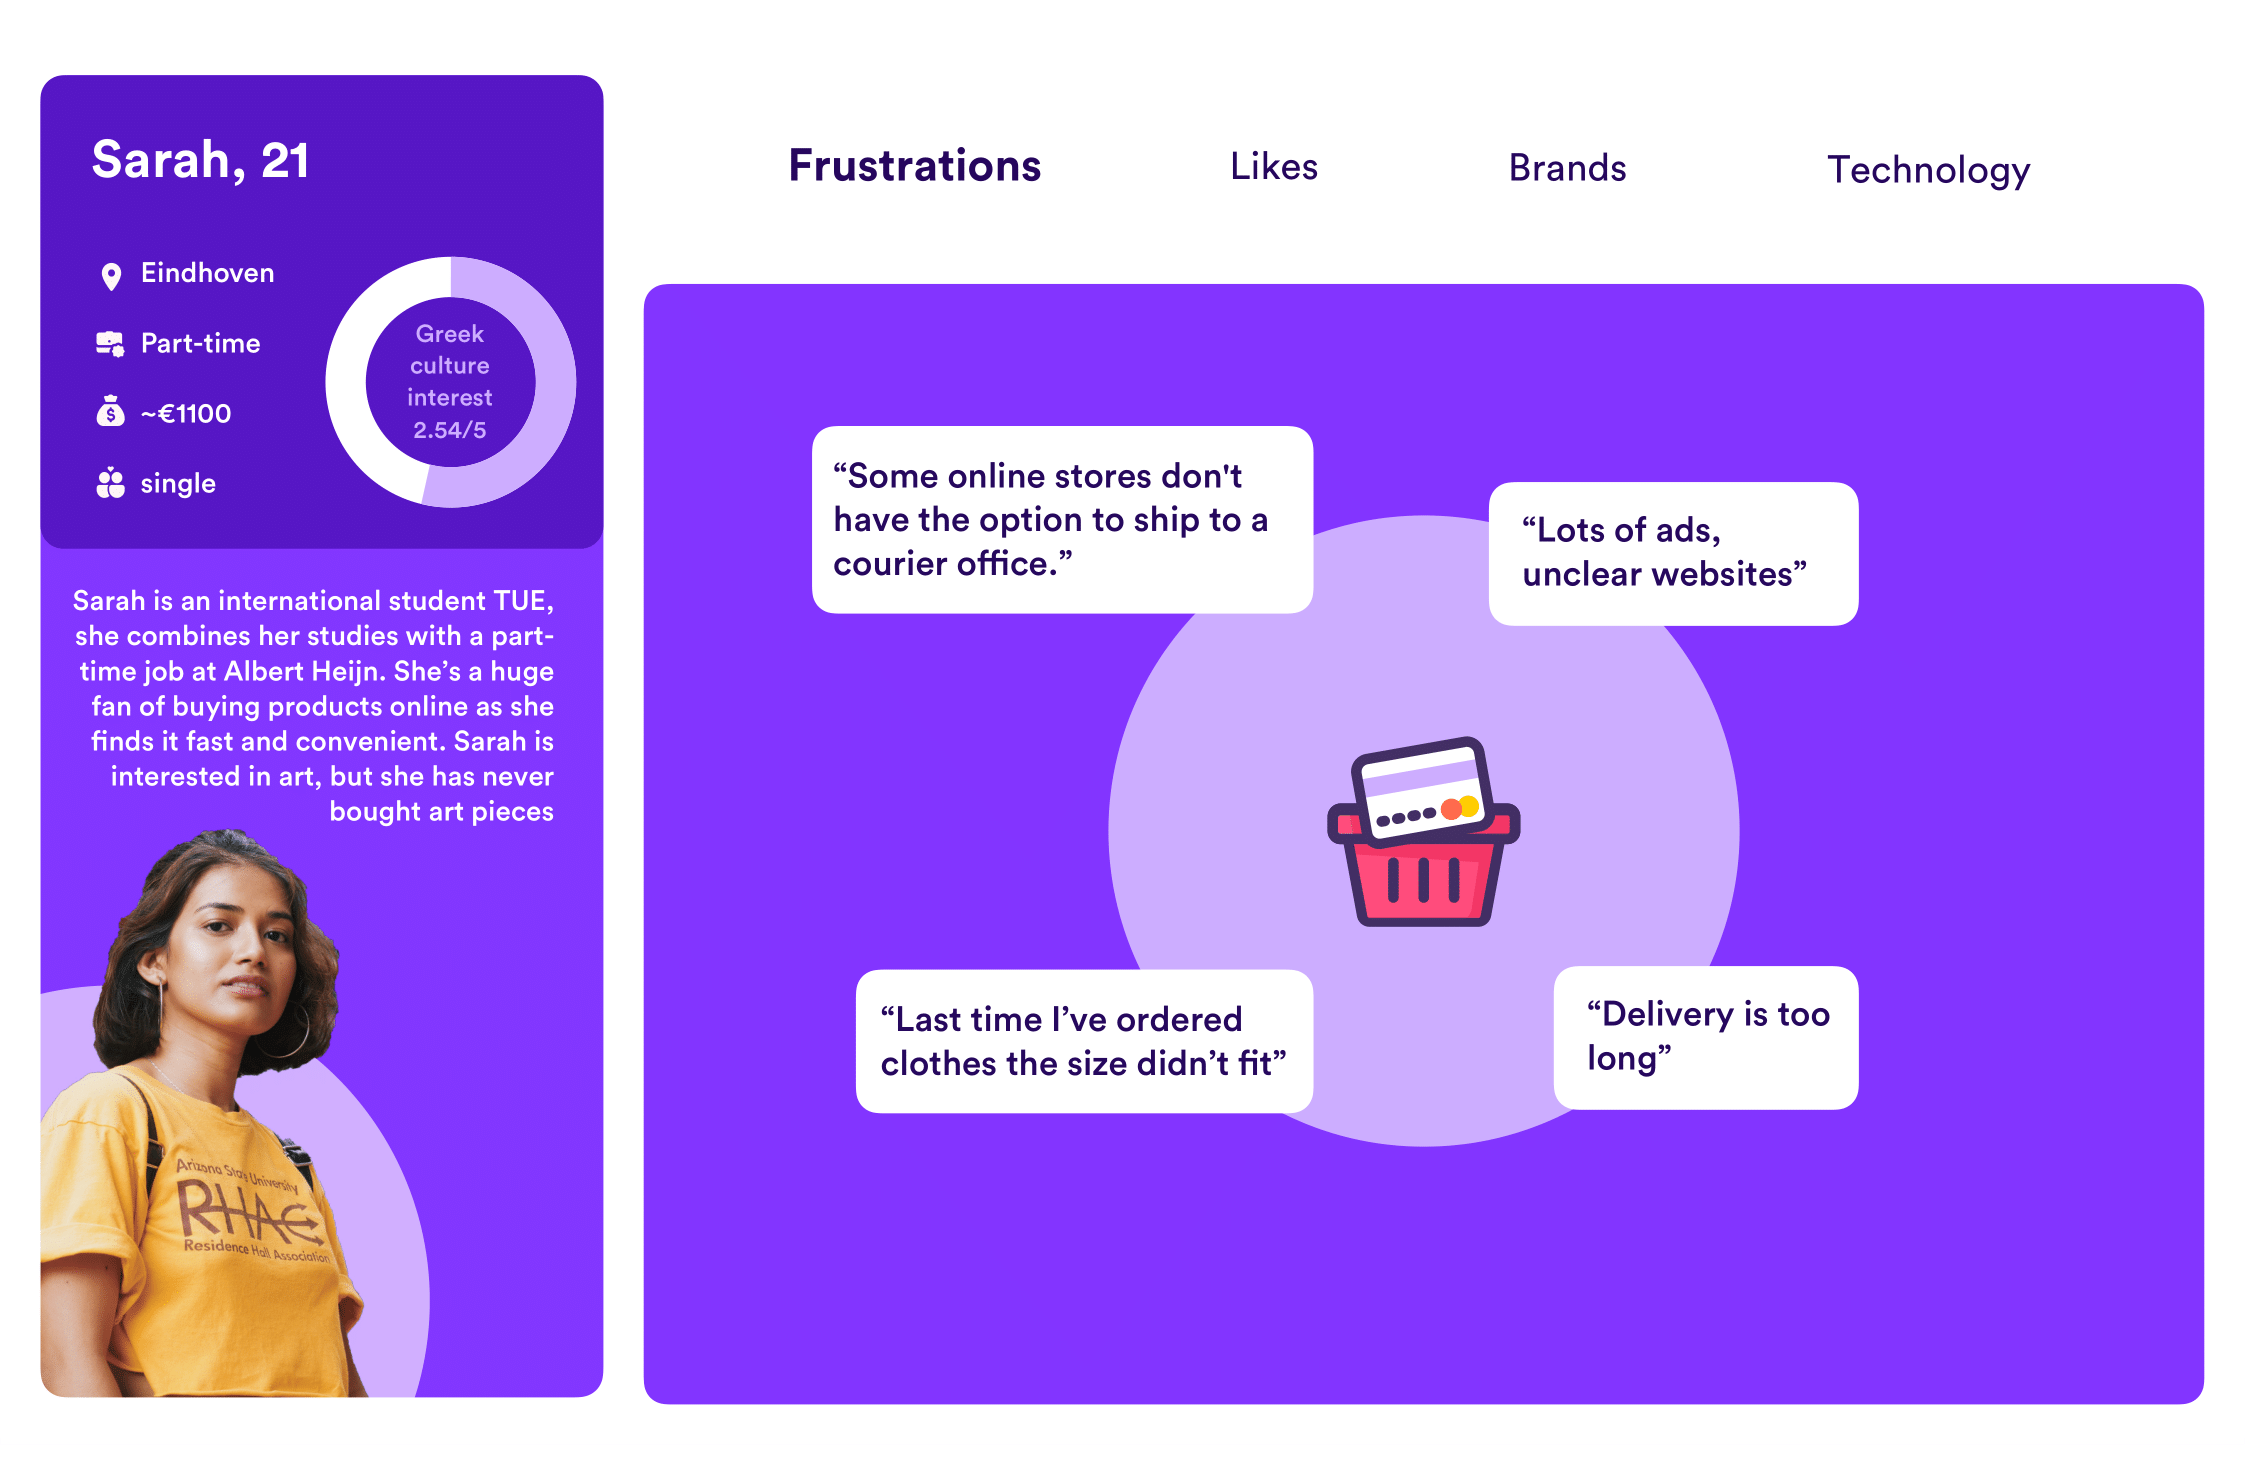 Sarah, 21
Eindhoven
Part-time
~€1100
single
Greek
culture
interest
2.54/5
Sarah is an international student TUE,
she combines her studies with a part-
time job at Albert Heijn. She’s a huge
fan of buying products online as she
finds it fast and convenient. Sarah is
interested in art, but she has never
bought art pieces
Arizona State University
RHAC
Residence Hall Association
Frustrations
Likes
Brands
Technology
“Some online stores don't
have the option to ship to a
courier office.”
“Lots of ads,
unclear websites”
“Last time I’ve ordered
clothes the size didn’t fit”
“Delivery is too
long”